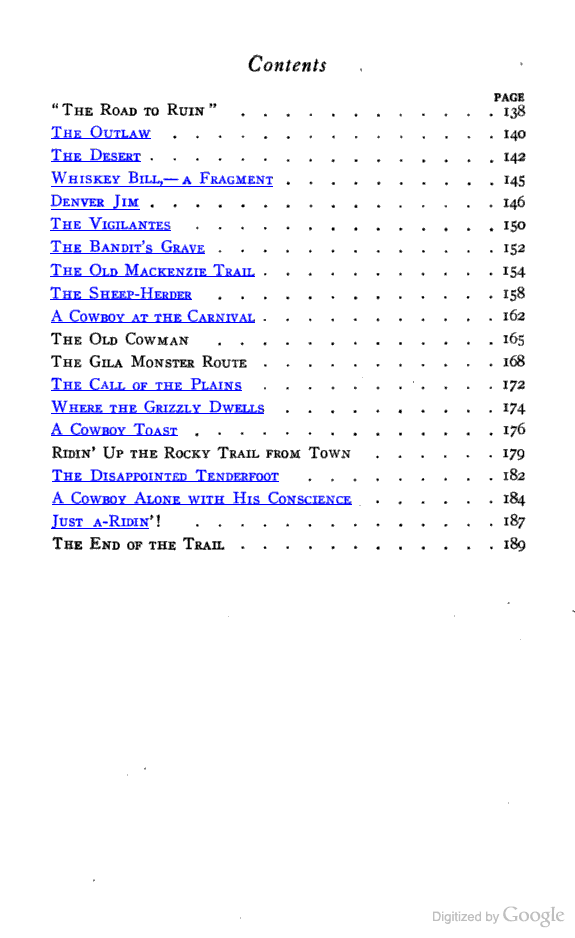 Contents
PAGE
"The Road to Ruin" . . . . . . . . . . . . 138
The Outlaw . . . . . . . . . . . . . . . 140
The Desert . . . . . . . . . . . . . . . . 142
Whiskey Bill,—a Fragment . . . . . . . . . . 145
Denver Jim . . . . . . . . . . . . . . . . 146
The Vigilantes . . . . . . . . . . . . . . 150
The Bandit's Grave . . . . . . . . . . . . . 152
The Old Mackenzie Trail . . . . . . . . . . . 154
The Sheep-Herder . . . . . . . . . . . . . 158
A Cowboy at the Carnival . . . . . . . . . . . 162
The Old Cowman . . . . . . . . . . . . . 165
The Gila Monster Route . . . . . . . . . . . 168
The Call of the Plains . . . . . . . . . . . 172
Where the Grizzly Dwells . . . . . . . . . . 174
A Cowboy Toast . . . . . . . . . . . . . . 176
Ridin' Up the Rocky Trail from Town . . . . . . 179
The Disappointed Tenderfoot . . . . . . . . . 182
A Cowboy Alone with His Conscience . . . . . . 184
Just a-Ridin'! . . . . . . . . . . . . . . 187
The End of the Trail . . . . . . . . . . . . 189
Digitized by Google